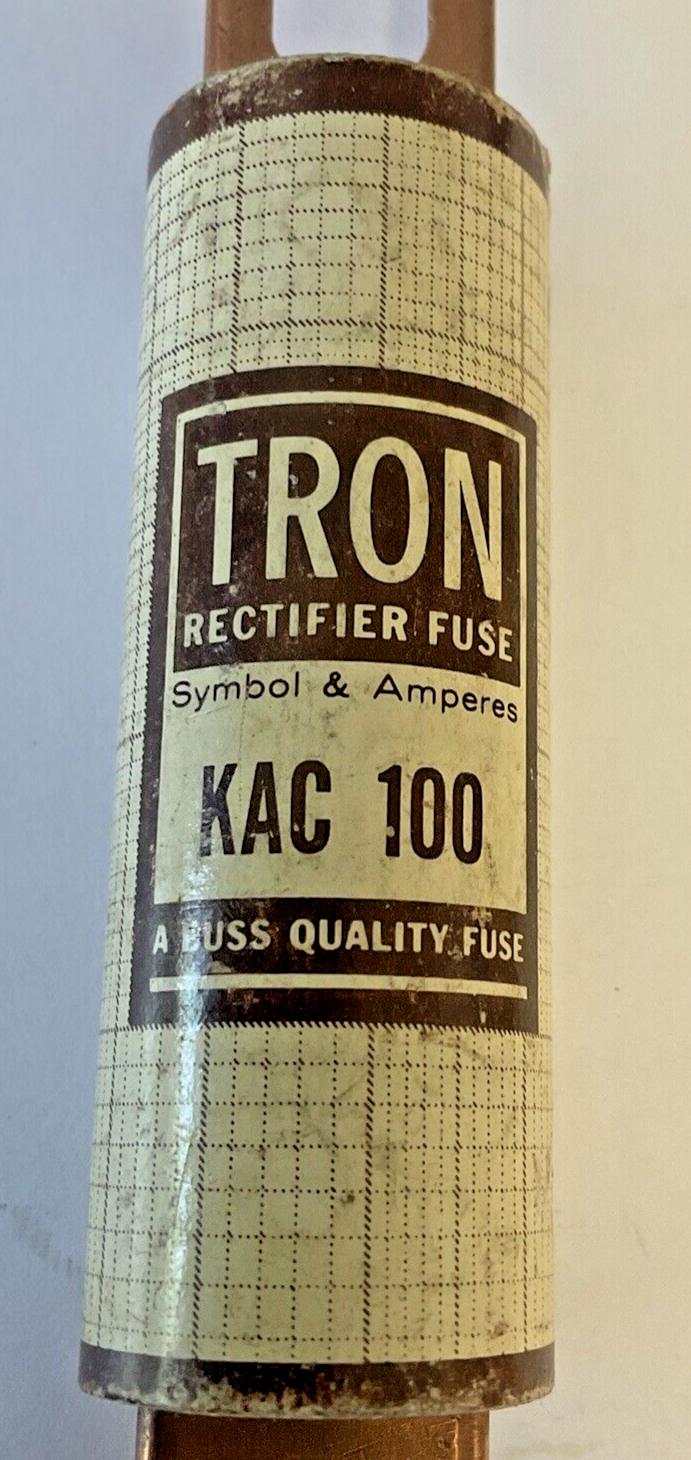 TRON
RECTIFIER FUSE
Symbol & Amperes
KAC 100
A BUSS QUALITY FUSE